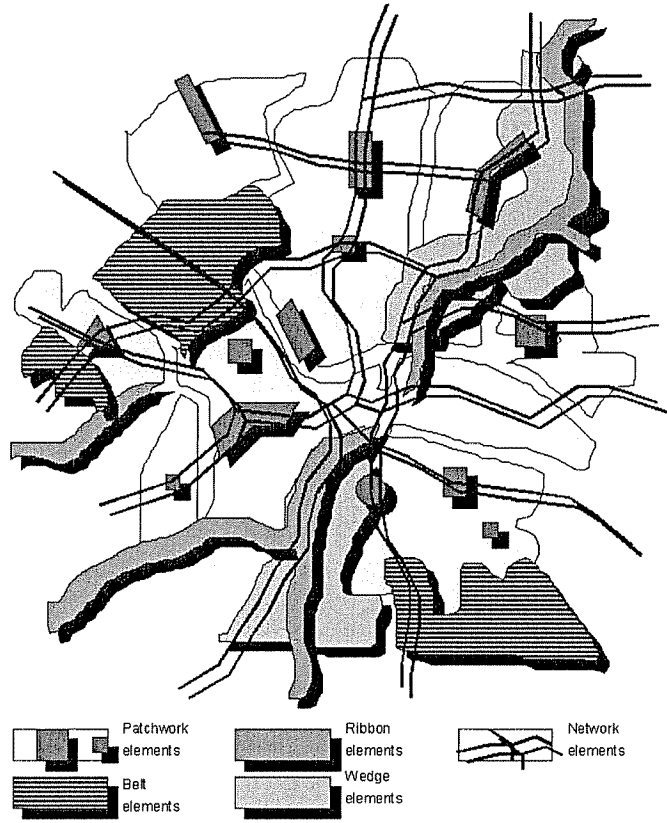 Patchwork
elements
Ribbon
elements
Network
elements
Belt
elements
Wedge
elements